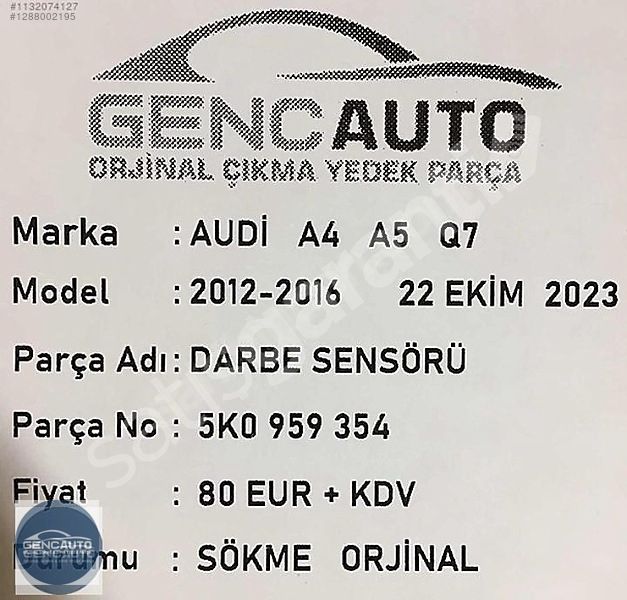 #1132074127
#1288002195
GENCAUTO
ORJİNAL ÇIKMA YEDEK PARÇA
Marka : AUDİ A4 A5 Q7
Model : 2012-2016 22 EKİM 2023
Parça Adı : DARBE SENSÖRÜ
Parça No : 5K0 959 354
Fiyat : 80 EUR + KDV
GENCAUTO
Durumu : SÖKME ORJİNAL